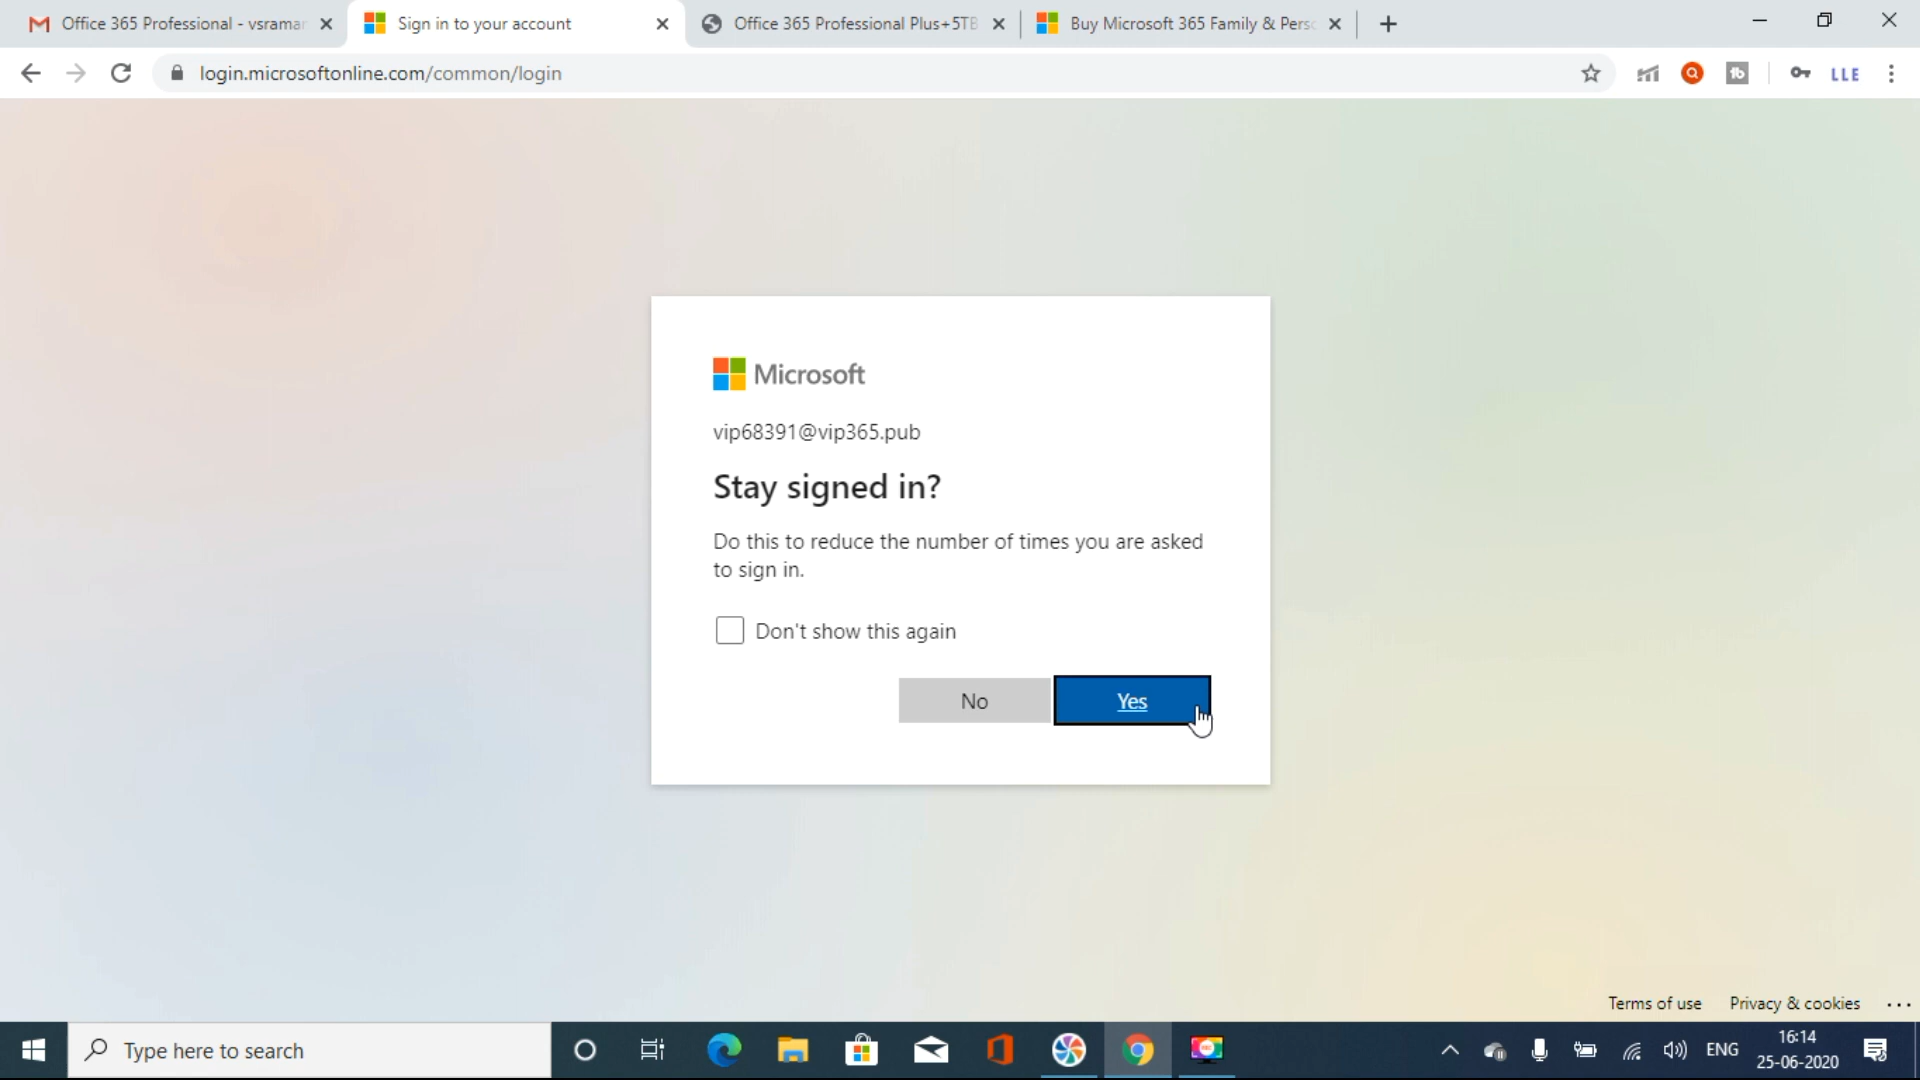 Office 365 Professional - vsraman
Sign in to your account
Office 365 Professional Plus+5TB
Buy Microsoft 365 Family & Perso
login.microsoftonline.com/common/login
LLE
Microsoft
vip68391@vip365.pub
Stay signed in?
Do this to reduce the number of times you are asked
to sign in.
Don't show this again
No
Yes
Terms of use
Privacy & cookies
Type here to search
ENG
16:14
25-06-2020